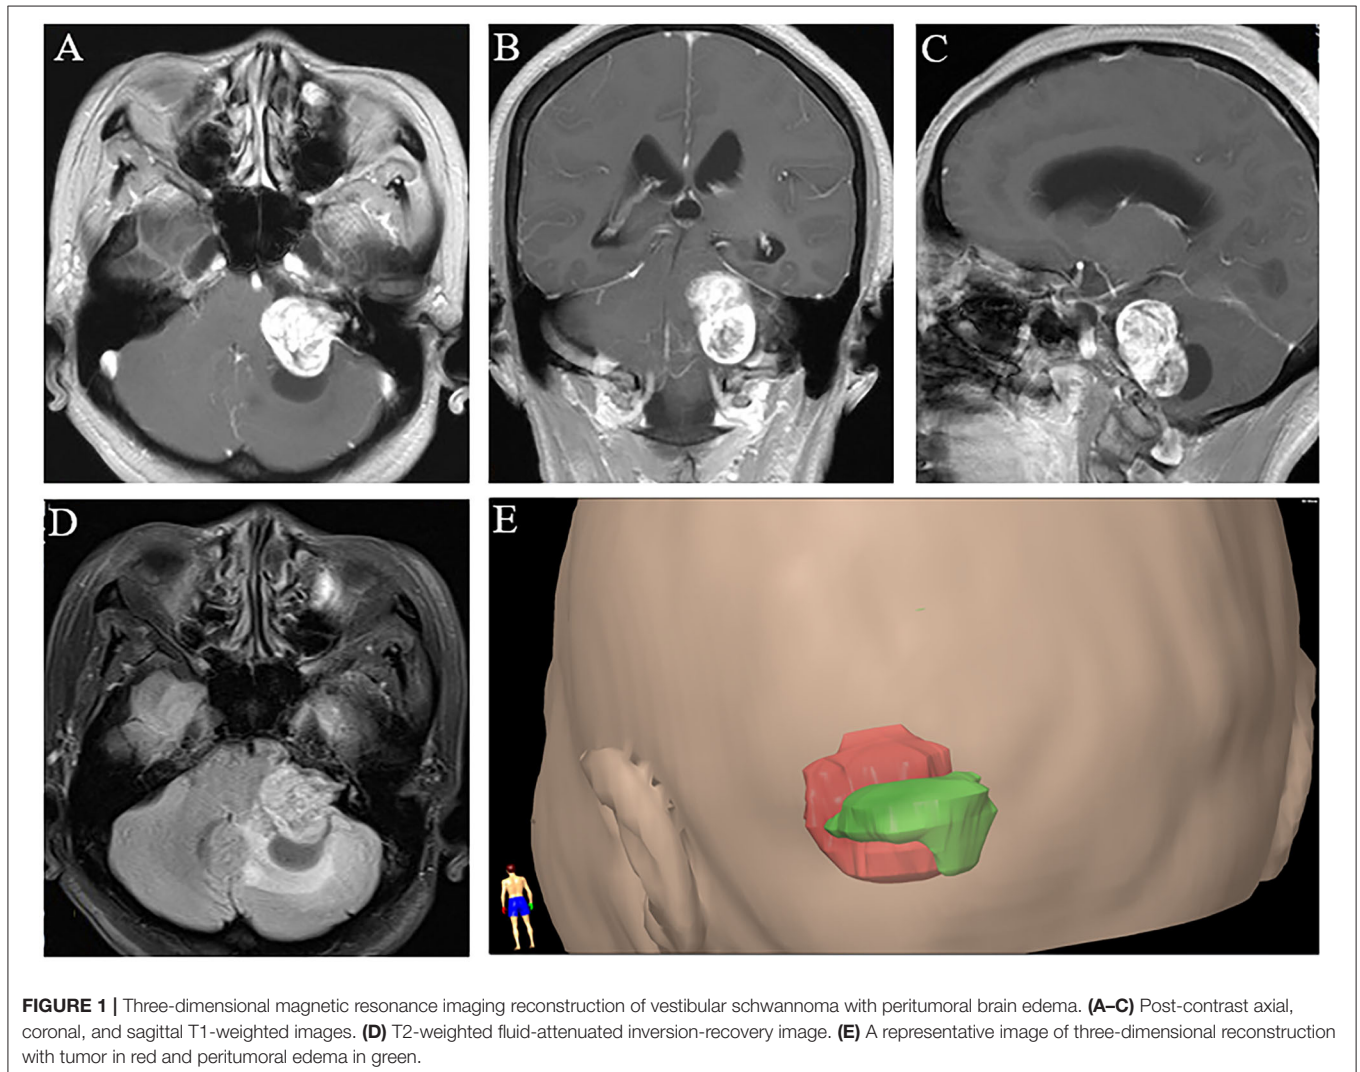 A
B
C
D
E
FIGURE 1 | Three-dimensional magnetic resonance imaging reconstruction of vestibular schwannoma with peritumoral brain edema. (A–C) Post-contrast axial,
coronal, and sagittal T1-weighted images. (D) T2-weighted fluid-attenuated inversion-recovery image. (E) A representative image of three-dimensional reconstruction
with tumor in red and peritumoral edema in green.